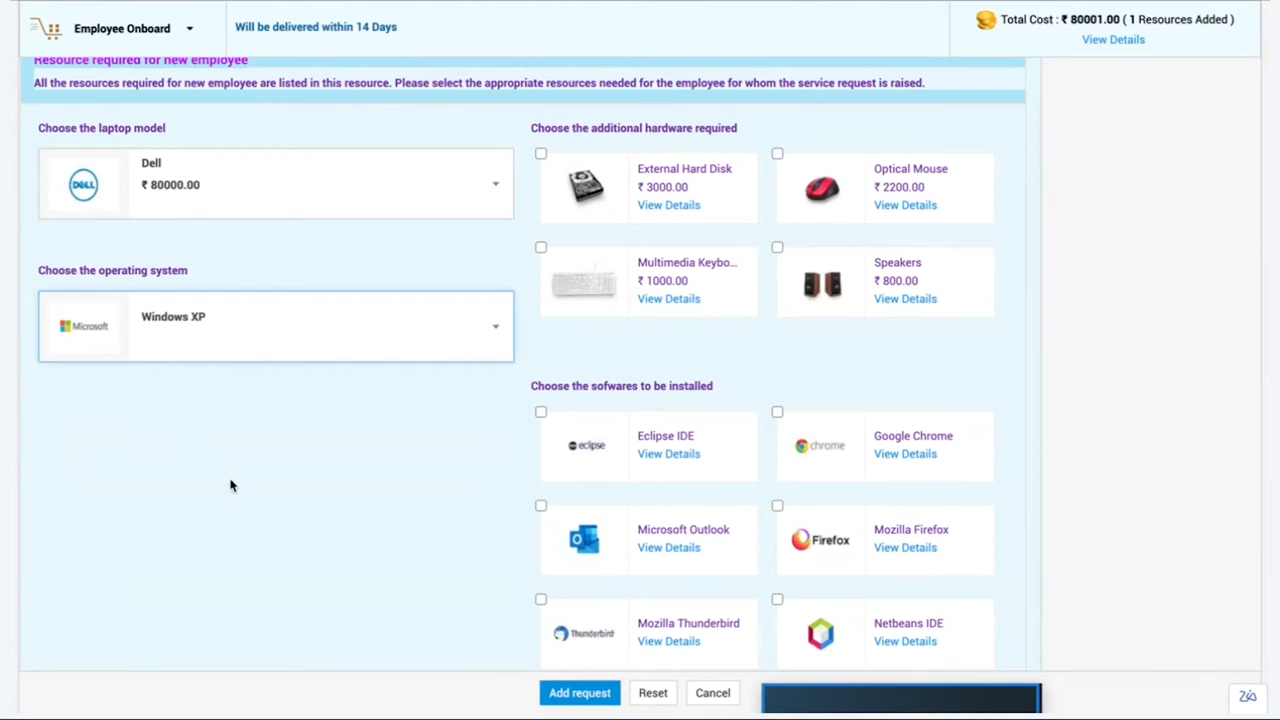 Employee Onboard
Will be delivered within 14 Days
Total Cost : ₹ 80001.00 ( 1 Resources Added )
View Details
Resource required for new employee
All the resources required for new employee are listed in this resource. Please select the appropriate resources needed for the employee for whom the service request is raised.
Choose the laptop model
DELL
Dell
₹ 80000.00
Choose the operating system
Microsoft
Windows XP
Choose the additional hardware required
External Hard Disk
₹ 3000.00
View Details
Optical Mouse
₹ 2200.00
View Details
Multimedia Keybo...
₹ 1000.00
View Details
Speakers
₹ 800.00
View Details
Choose the sofwares to be installed
eclipse
Eclipse IDE
View Details
chrome
Google Chrome
View Details
Microsoft Outlook
View Details
Firefox
Mozilla Firefox
View Details
Thunderbird
Mozilla Thunderbird
View Details
Netbeans IDE
View Details
Add request
Reset
Cancel